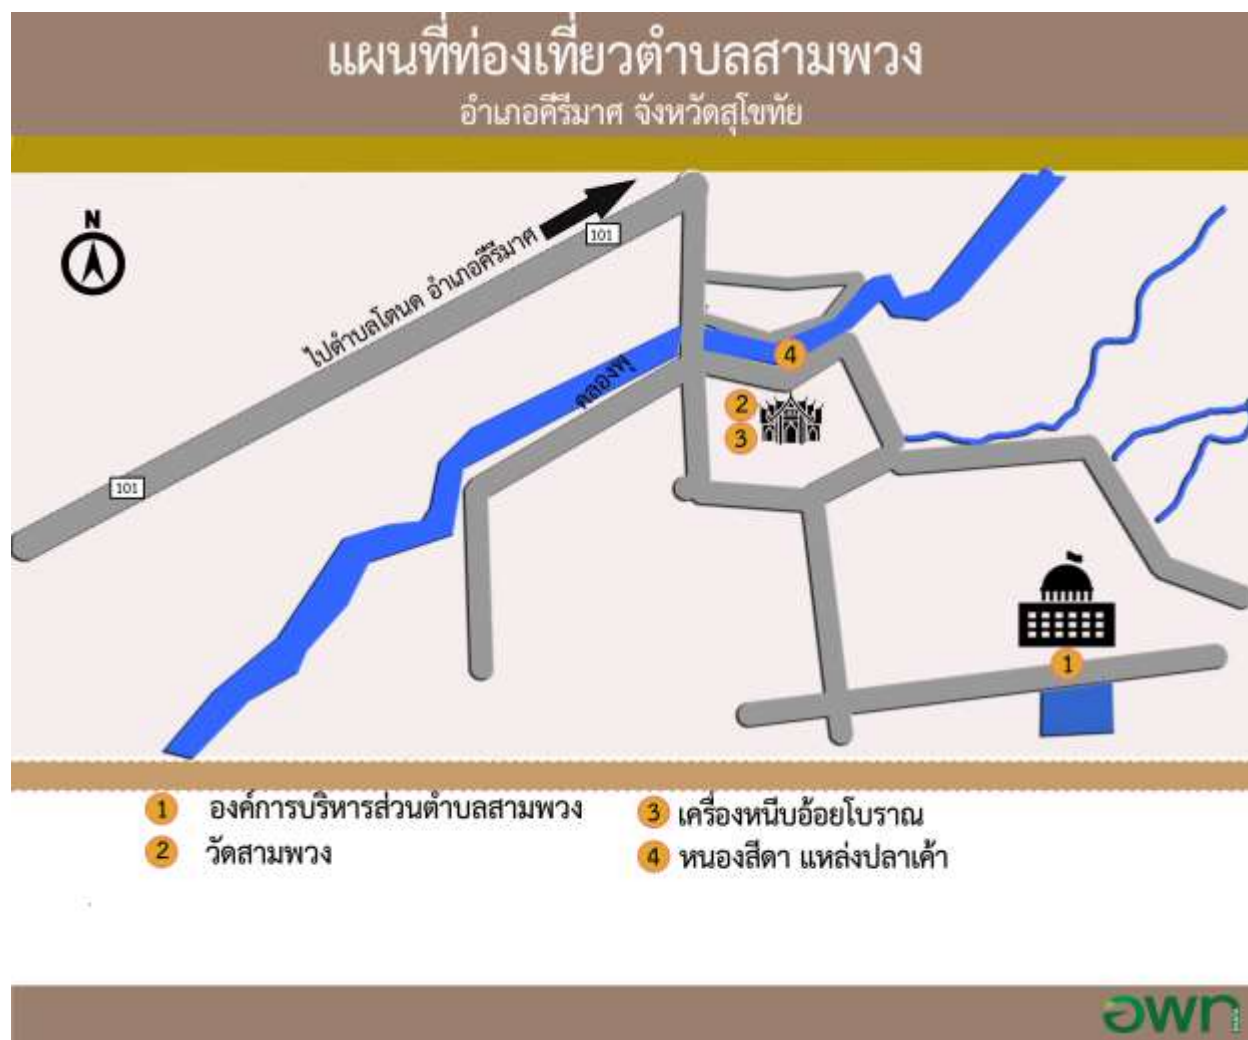 แผนที่ท่องเที่ยวตำบลสามพวง
อำเภอคีรีมาศ จังหวัดสุโขทัย
N
101
ไปตำบลโตนด อำเภอคีรีมาศ
คลองพุ
4
2
3
101
1
1 องค์การบริหารส่วนตำบลสามพวง
2 วัดสามพวง
3 เครื่องหนีบอ้อยโบราณ
4 หนองสีดา แหล่งปลาเค้า
อพท